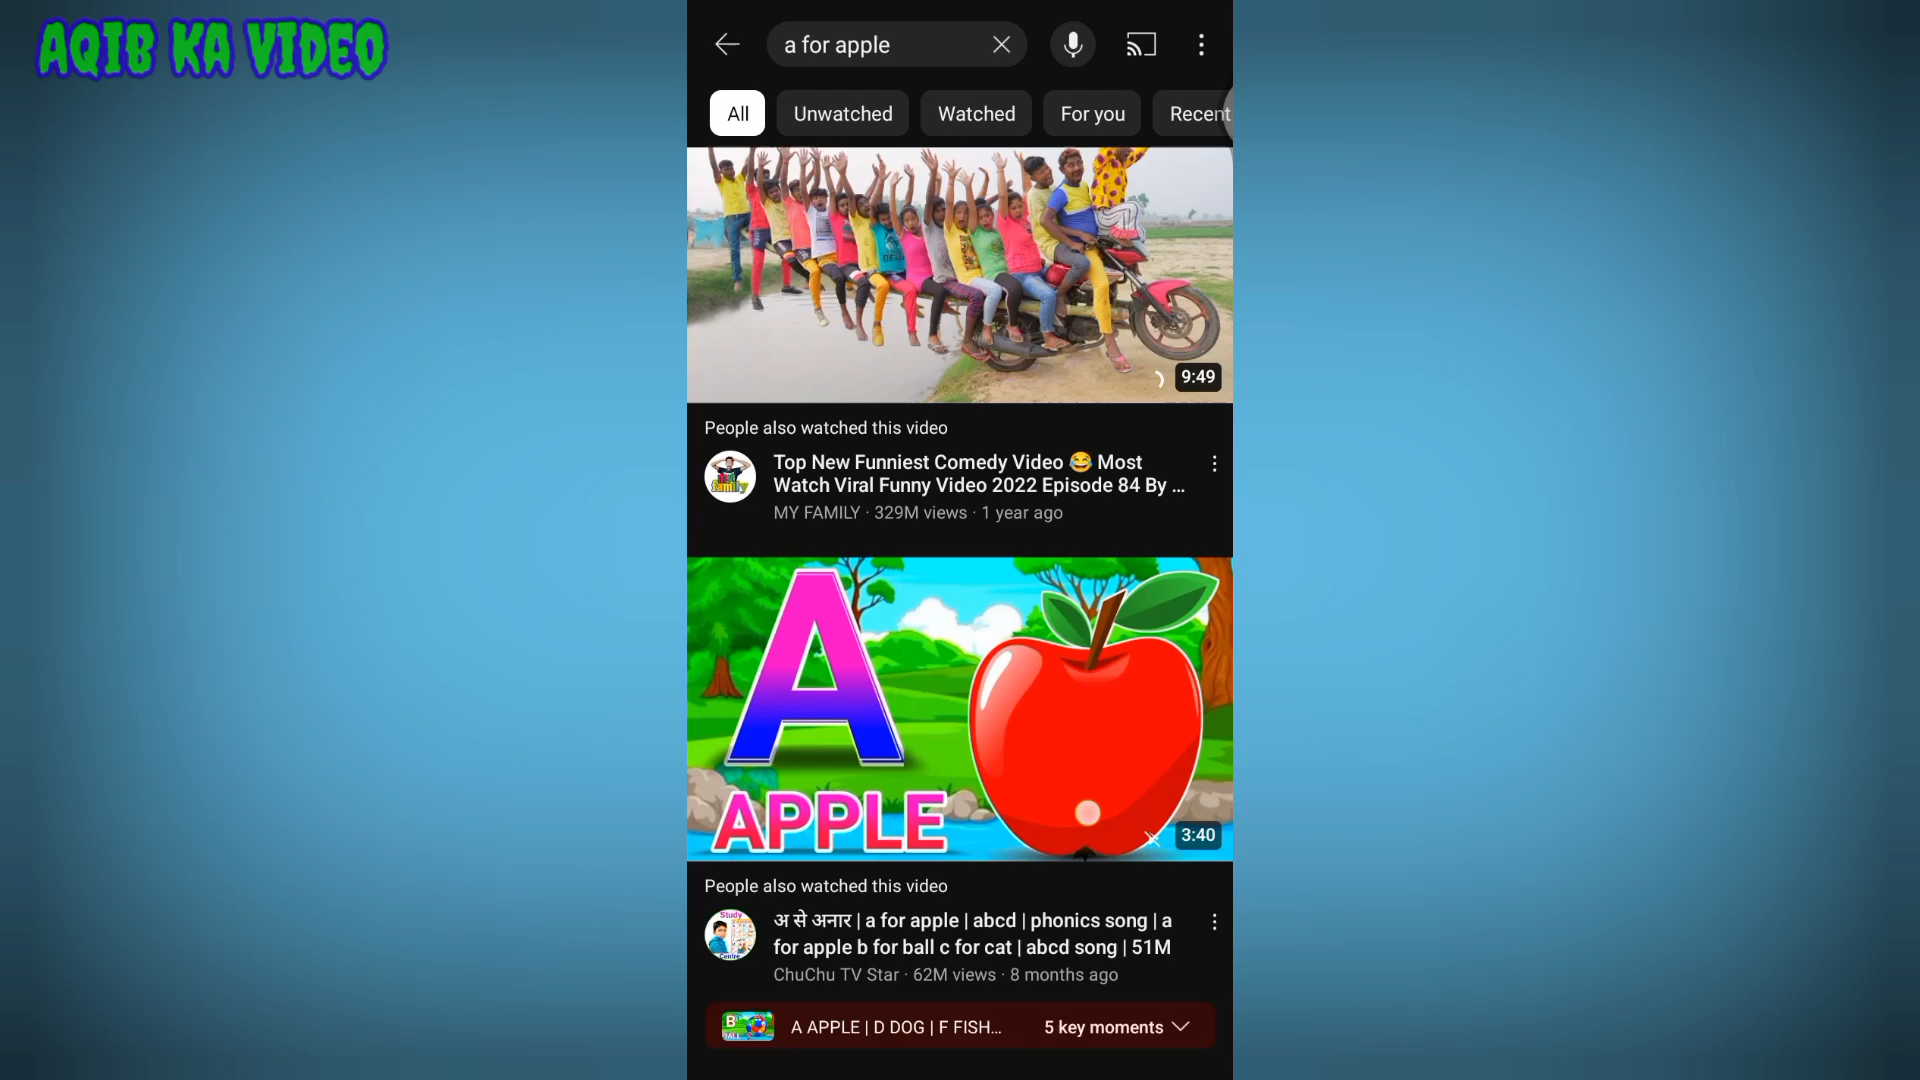 AQIB KA VIDEO
a for apple
All
Unwatched
Watched
For you
Recent
9:49
People also watched this video
Top New Funniest Comedy Video 😂 Most
Watch Viral Funny Video 2022 Episode 84 By ...
MY FAMILY · 329M views · 1 year ago
A
APPLE
3:40
People also watched this video
Study
Centre
अ से अनार | a for apple | abcd | phonics song | a
for apple b for ball c for cat | abcd song | 51M
ChuChu TV Star · 62M views · 8 months ago
B
BALL
A APPLE | D DOG | F FISH...
5 key moments